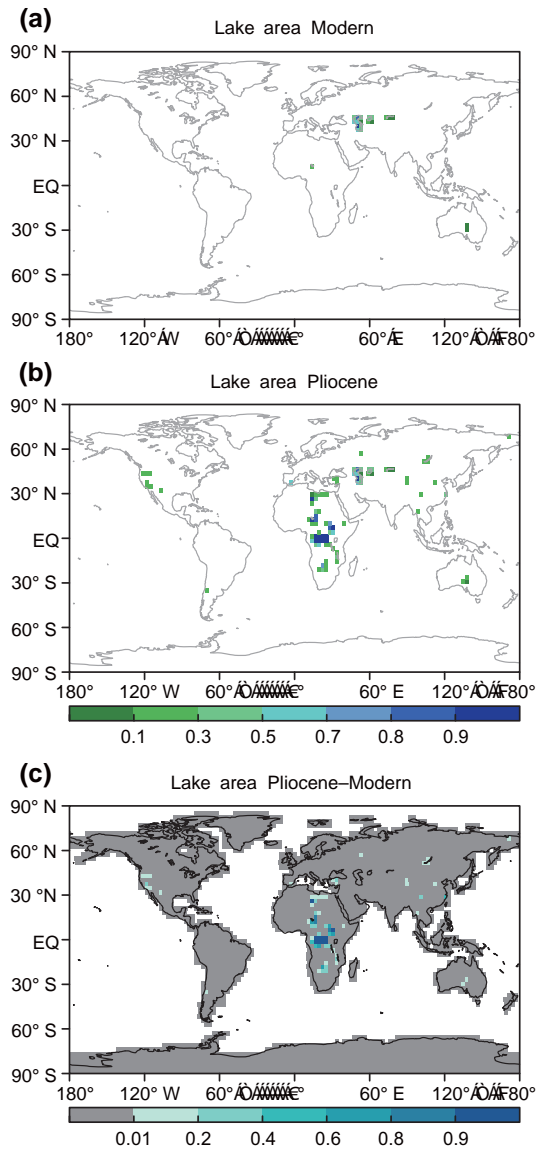 (a)
Lake area Modern
90° N
60° N
30° N
EQ
30° S
60° S
90° S
180° 120° W 60° 60° E 120° 80°
(b)
Lake area Pliocene
90° N
60° N
30° N
EQ
30° S
60° S
90° S
180° 120° W 60° 60° E 120° 80°
0.1 0.3 0.5 0.7 0.8 0.9
(c)
Lake area Pliocene–Modern
90° N
60° N
30° N
EQ
30° S
60° S
90° S
180° 120° W 60° 60° E 120° 80°
0.01 0.2 0.4 0.6 0.8 0.9